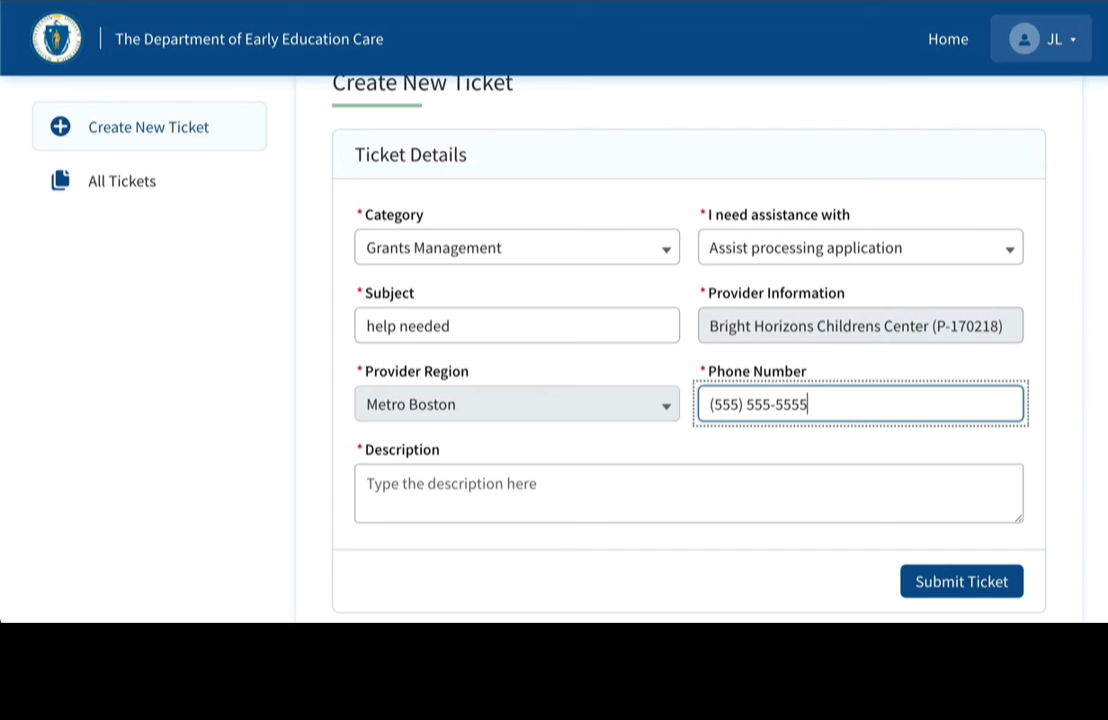 The Department of Early Education Care
Home
JL
Create New Ticket
All Tickets
Create New Ticket
Ticket Details
*Category
*I need assistance with
Grants Management
Assist processing application
*Subject
*Provider Information
help needed
Bright Horizons Childrens Center (P-170218)
*Provider Region
*Phone Number
Metro Boston
(555) 555-5555
*Description
Type the description here
Submit Ticket